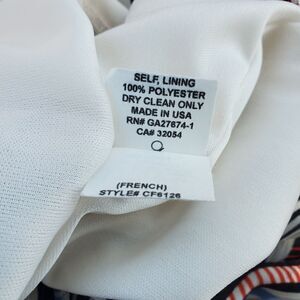 SELF, LINING
100% POLYESTER
DRY CLEAN ONLY
MADE IN USA
RN# GA27674-1
CA# 32054
(FRENCH)
STYLE# CF6126